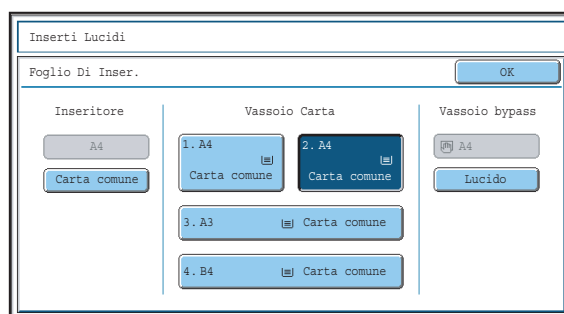 Inserti Lucidi
Foglio Di Inser.
OK
Inseritore
Vassoio Carta
Vassoio bypass
A4
Carta comune
1. A4
Carta comune
2. A4
Carta comune
3. A3 Carta comune
4. B4 Carta comune
A4
Lucido